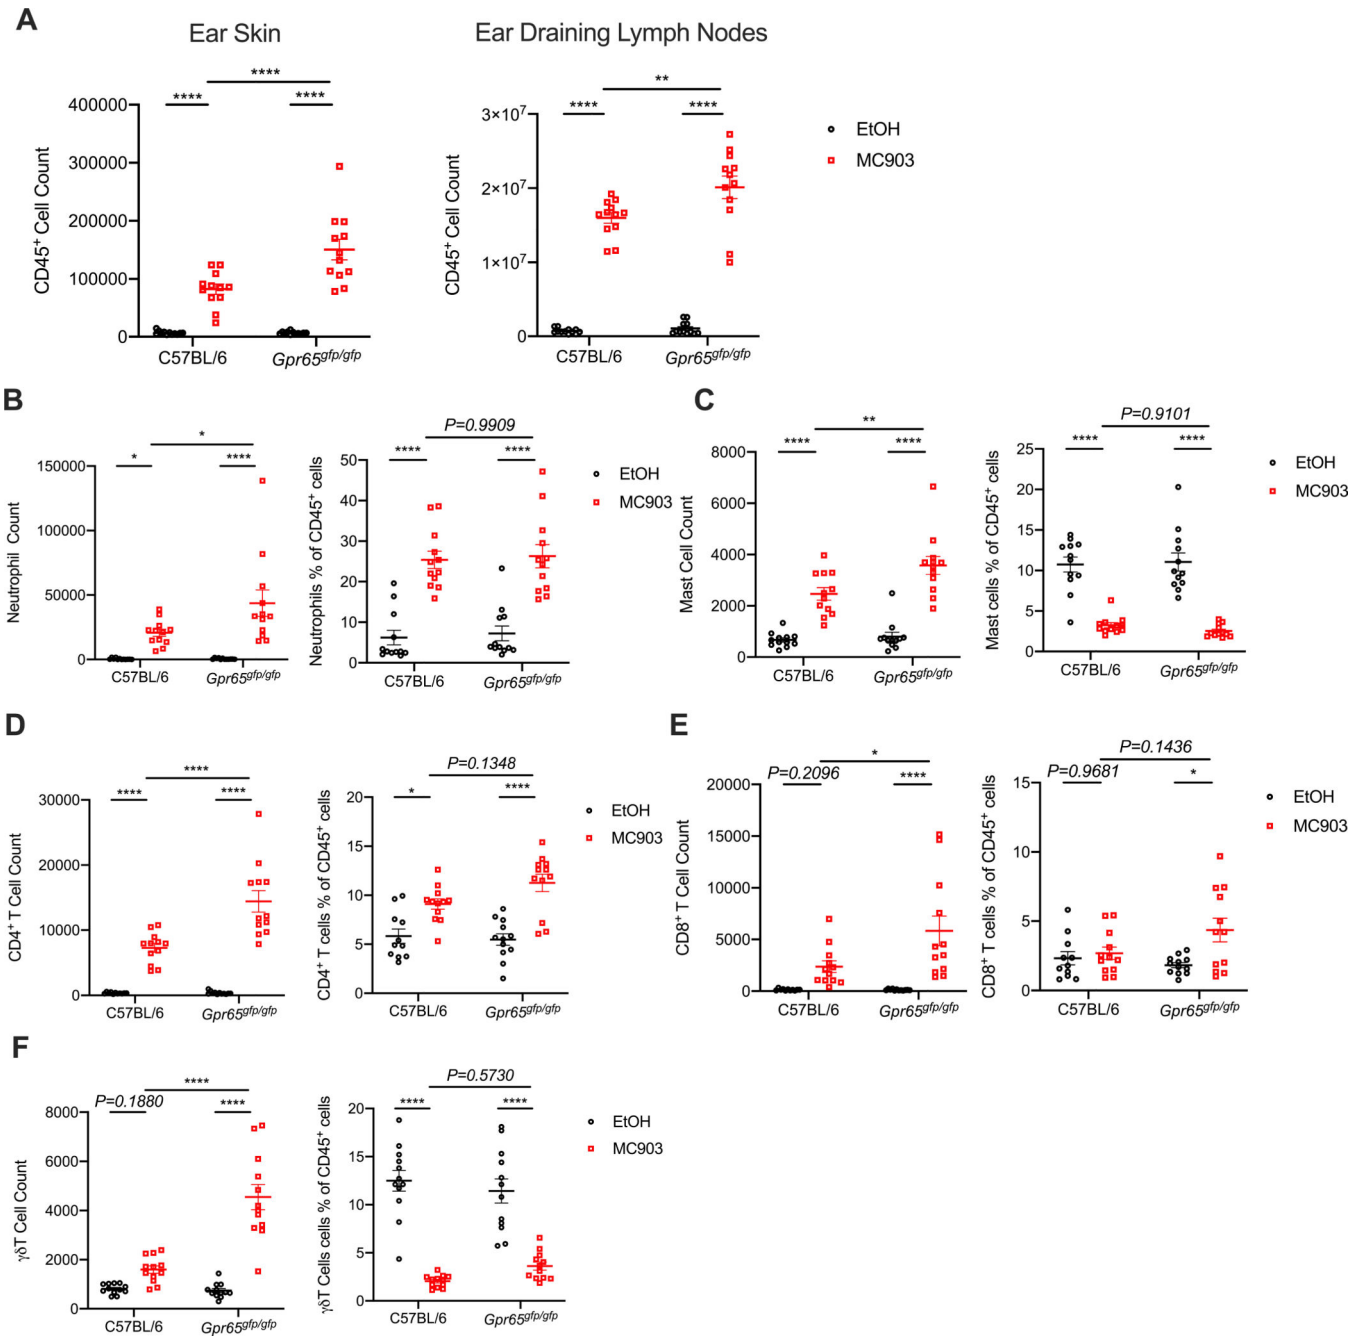 A
Ear Skin
Ear Draining Lymph Nodes
****
**** ****
400000
300000
200000
100000
0
CD45⁺ Cell Count
C57BL/6 Gpr65ᵍᶠᵖ/ᵍᶠᵖ
**
**** ****
3×10⁷
2×10⁷
1×10⁷
0
CD45⁺ Cell Count
C57BL/6 Gpr65ᵍᶠᵖ/ᵍᶠᵖ
EtOH
MC903
B
*
* ****
150000
100000
50000
0
Neutrophil Count
C57BL/6 Gpr65ᵍᶠᵖ/ᵍᶠᵖ
P=0.9909
**** ****
50
40
30
20
10
0
Neutrophils % of CD45⁺ cells
C57BL/6 Gpr65ᵍᶠᵖ/ᵍᶠᵖ
EtOH
MC903
C
**
**** ****
8000
6000
4000
2000
0
Mast Cell Count
C57BL/6 Gpr65ᵍᶠᵖ/ᵍᶠᵖ
P=0.9101
**** ****
25
20
15
10
5
0
Mast cells % of CD45⁺ cells
C57BL/6 Gpr65ᵍᶠᵖ/ᵍᶠᵖ
EtOH
MC903
D
****
**** ****
30000
20000
10000
0
CD4⁺ T Cell Count
C57BL/6 Gpr65ᵍᶠᵖ/ᵍᶠᵖ
P=0.1348
* ****
20
15
10
5
0
CD4⁺ T cells % of CD45⁺ cells
C57BL/6 Gpr65ᵍᶠᵖ/ᵍᶠᵖ
EtOH
MC903
E
*
P=0.2096 ****
20000
15000
10000
5000
0
CD8⁺ T Cell Count
C57BL/6 Gpr65ᵍᶠᵖ/ᵍᶠᵖ
P=0.1436
P=0.9681 *
15
10
5
0
CD8⁺ T cells % of CD45⁺ cells
C57BL/6 Gpr65ᵍᶠᵖ/ᵍᶠᵖ
EtOH
MC903
F
****
P=0.1880 ****
8000
6000
4000
2000
0
γδT Cell Count
C57BL/6 Gpr65ᵍᶠᵖ/ᵍᶠᵖ
P=0.5730
**** ****
20
15
10
5
0
γδT Cells cells % of CD45⁺ cells
C57BL/6 Gpr65ᵍᶠᵖ/ᵍᶠᵖ
EtOH
MC903